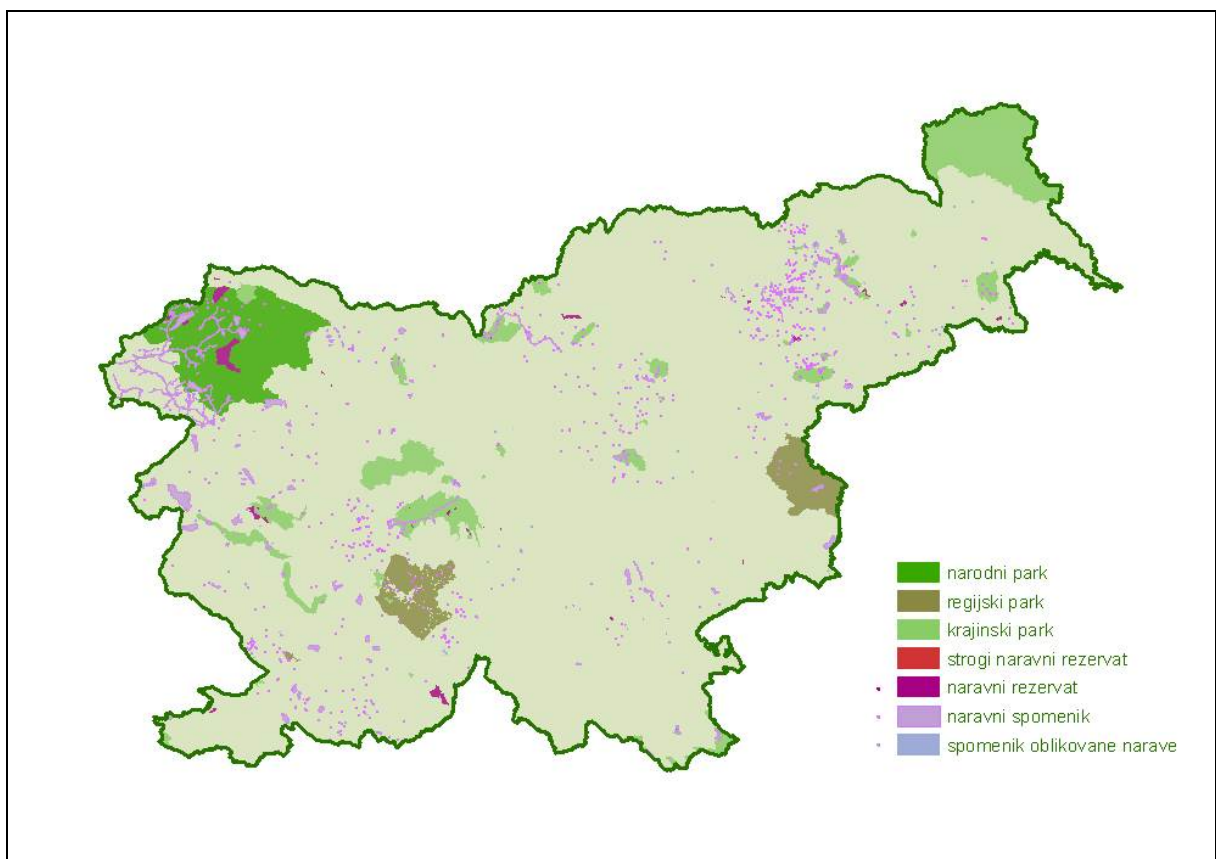 narodni park
regijski park
krajinski park
strogi naravni rezervat
naravni rezervat
naravni spomenik
spomenik oblikovane narave